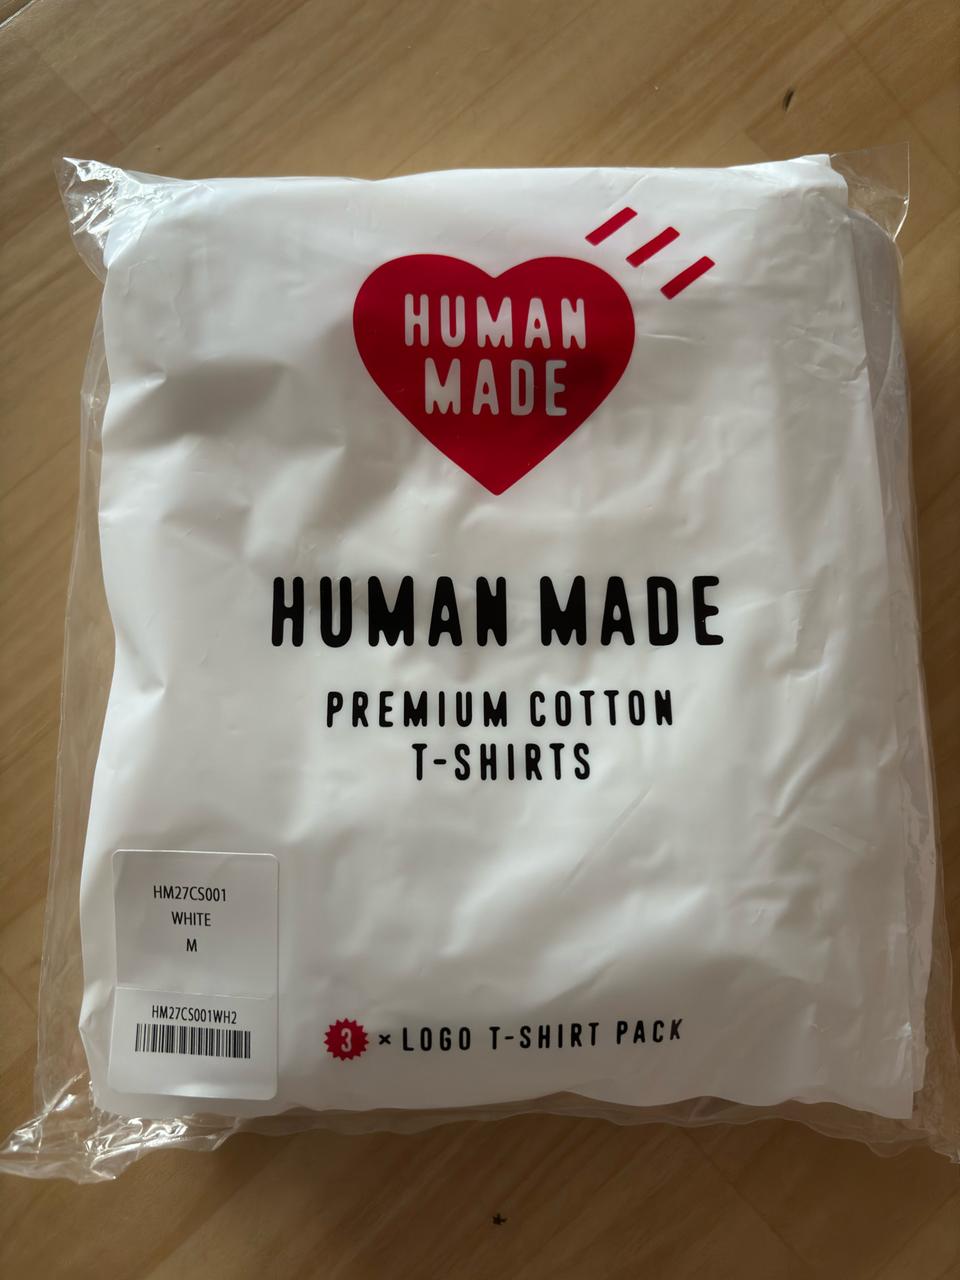 HUMAN
MADE
HUMAN MADE
PREMIUM COTTON
T-SHIRTS
HM27CS001
WHITE
M
HM27CS001WH2
3 × LOGO T-SHIRT PACK